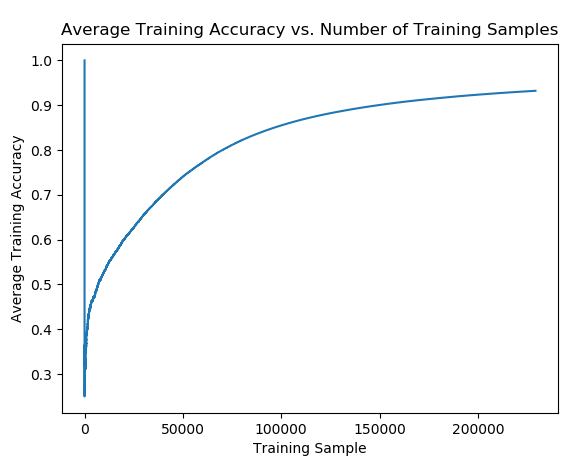 Average Training Accuracy vs. Number of Training Samples
1.0
0.9
0.8
0.7
0.6
0.5
0.4
0.3
Average Training Accuracy
0 50000 100000 150000 200000
Training Sample